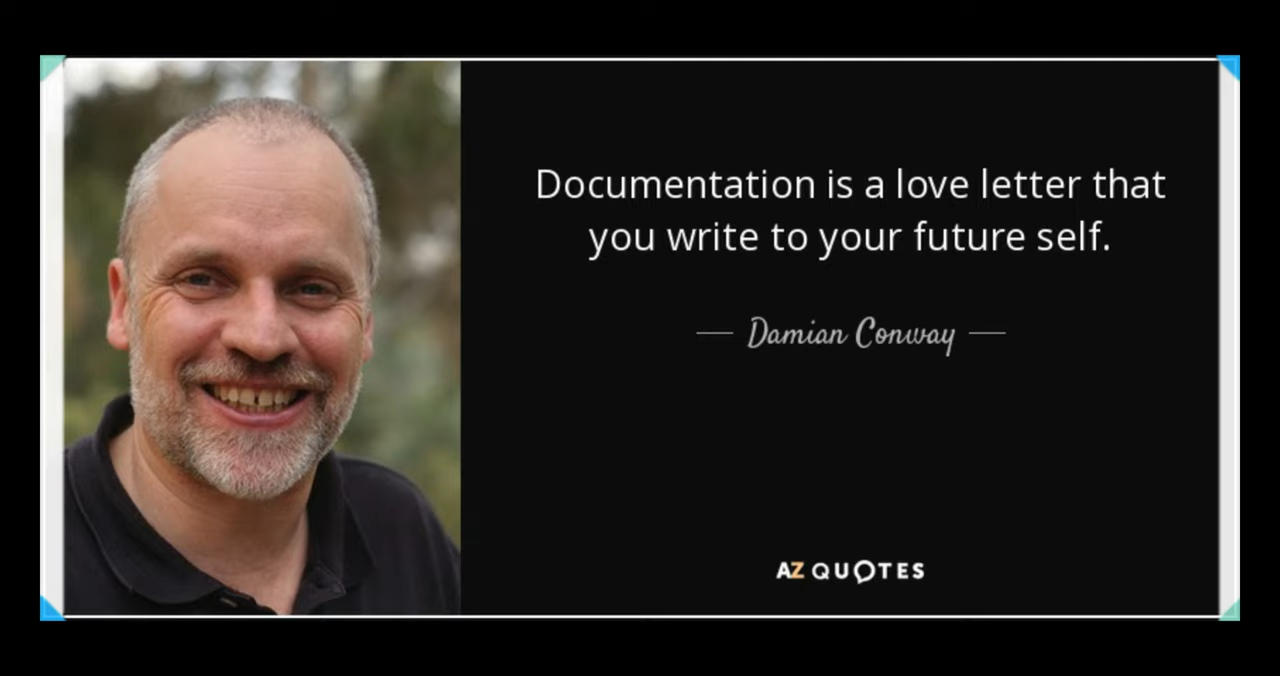 Documentation is a love letter that
you write to your future self.
Damian Conway
AZ QUOTES